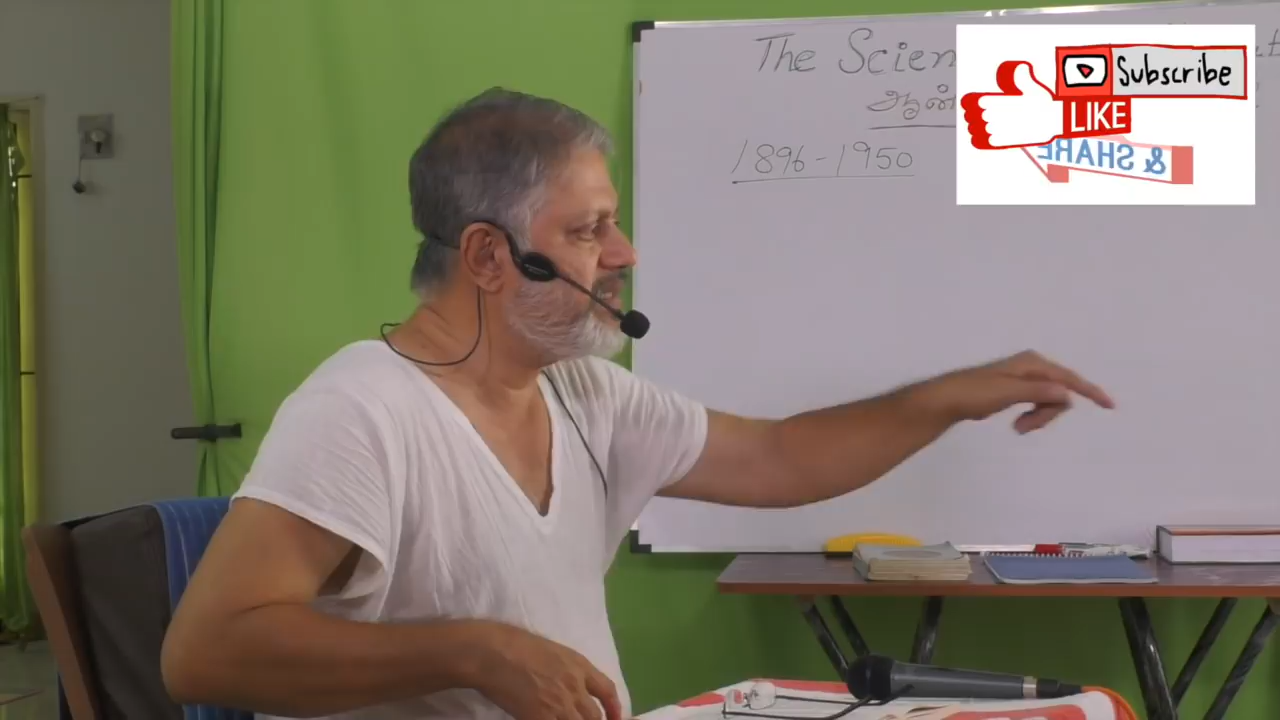 The Scien
ஆன்
1896-1950
Subscribe
LIKE
& SHARE